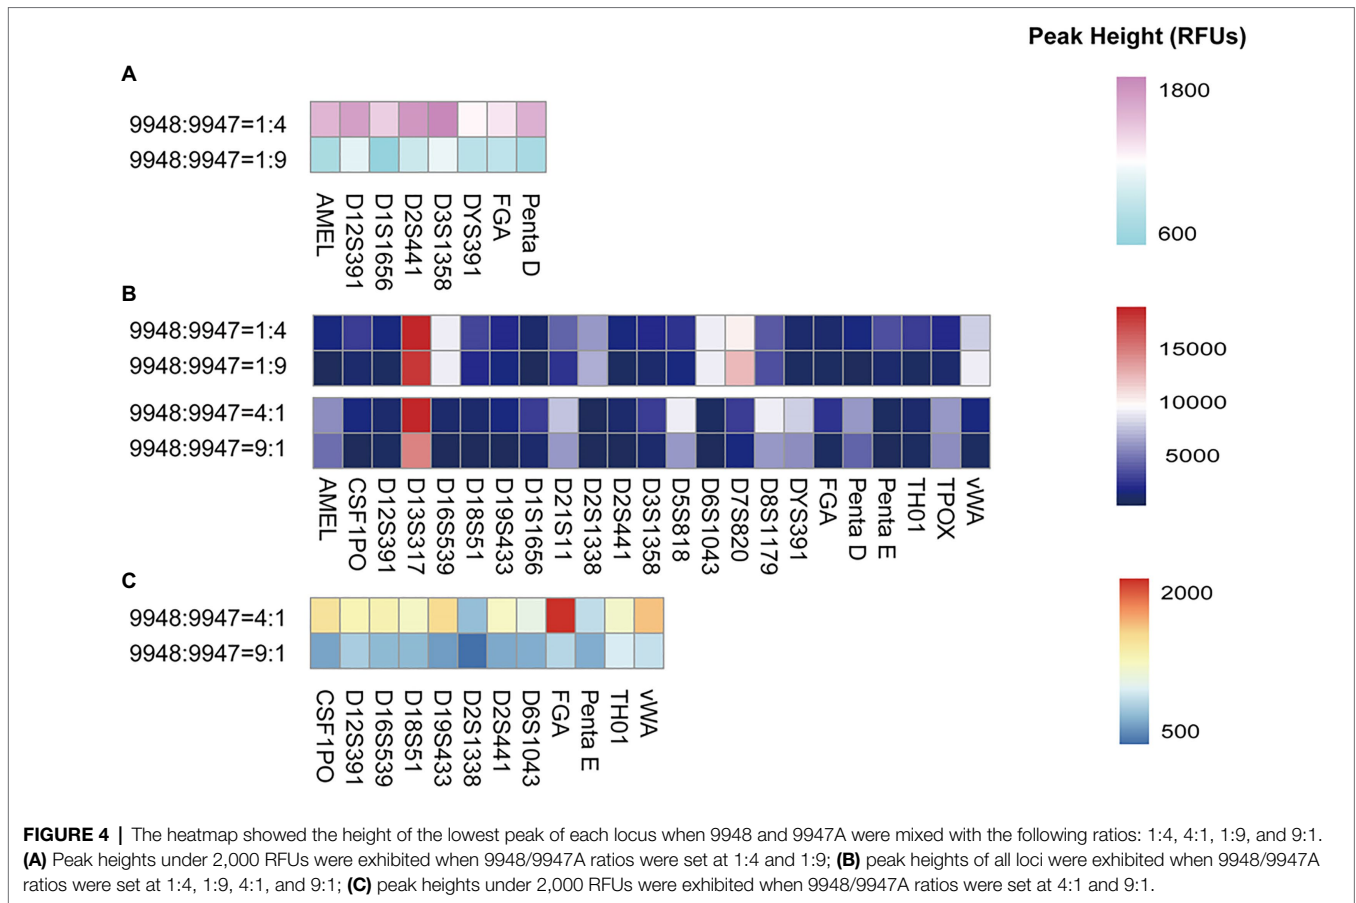 Peak Height (RFUs)
A
1800
9948:9947=1:4
9948:9947=1:9
600
AMEL
D12S391
D1S1656
D2S441
D3S1358
DYS391
FGA
Penta D
B
9948:9947=1:4
15000
9948:9947=1:9
10000
9948:9947=4:1
5000
9948:9947=9:1
AMEL
CSF1PO
D12S391
D13S317
D16S539
D18S51
D19S433
D1S1656
D21S11
D2S1338
D2S441
D3S1358
D5S818
D6S1043
D7S820
D8S1179
DYS391
FGA
Penta D
Penta E
TH01
TPOX
vWA
C
9948:9947=4:1
2000
9948:9947=9:1
500
CSF1PO
D12S391
D16S539
D18S51
D19S433
D2S1338
D2S441
D6S1043
FGA
Penta E
TH01
vWA
FIGURE 4 | The heatmap showed the height of the lowest peak of each locus when 9948 and 9947A were mixed with the following ratios: 1:4, 4:1, 1:9, and 9:1.
(A) Peak heights under 2,000 RFUs were exhibited when 9948/9947A ratios were set at 1:4 and 1:9; (B) peak heights of all loci were exhibited when 9948/9947A
ratios were set at 1:4, 1:9, 4:1, and 9:1; (C) peak heights under 2,000 RFUs were exhibited when 9948/9947A ratios were set at 4:1 and 9:1.